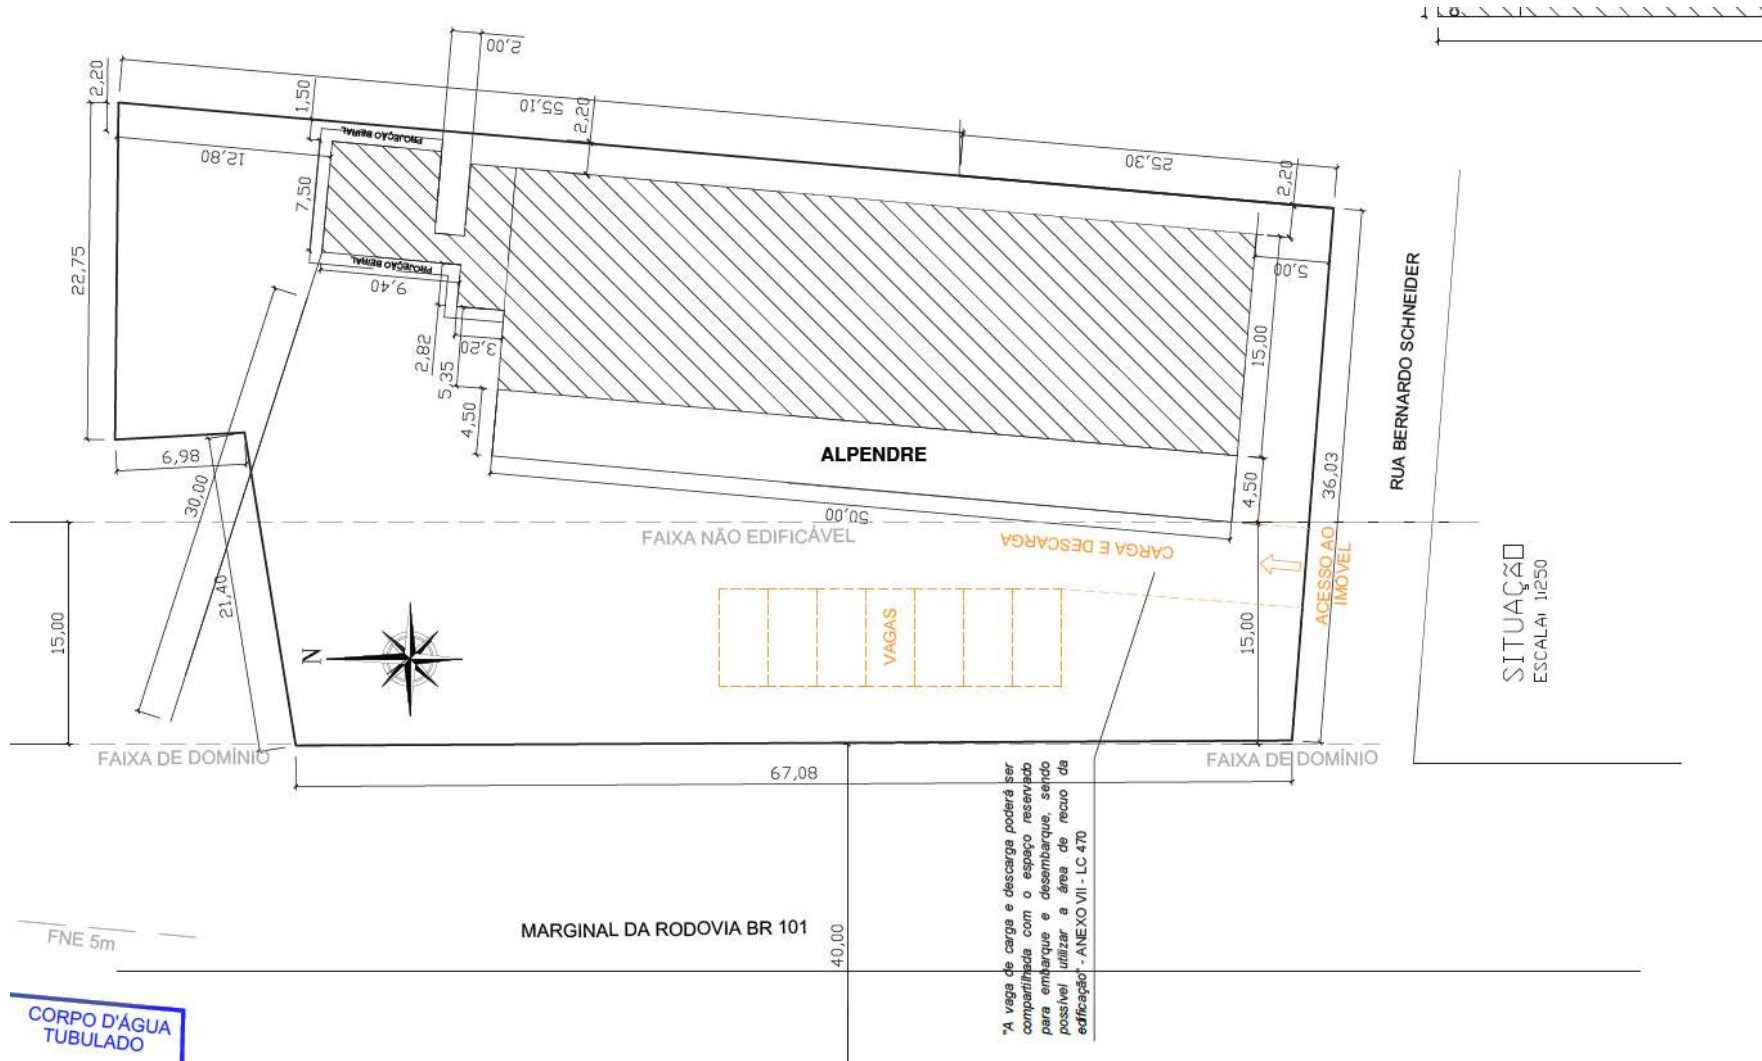 2,00
2,20
1,50
55,10
2,20
PROJEÇÃO BEIRAL
12,80
25,30
2,20
7,50
22,75
PROJEÇÃO BEIRAL
9,40
5,00
2,82
3,20
5,35
15,00
4,50
RUA BERNARDO SCHNEIDER
ALPENDRE
6,98
30,00
4,50
36,03
50,00
FAIXA NÃO EDIFICÁVEL
CARGA E DESCARGA
ACESSO AO
IMÓVEL
21,40
15,00
VAGAS
15,00
N
SITUAÇÃO
ESCALA: 1:250
FAIXA DE DOMÍNIO
FAIXA DE DOMÍNIO
67,08
"A vaga de carga e descarga poderá ser
compartilhada com o espaço reservado
para embarque e desembarque, sendo
possível utilizar a área de recuo da
edificação" - ANEXO VII - LC 470
MARGINAL DA RODOVIA BR 101
40,00
FNE 5m
CORPO D'ÁGUA
TUBULADO